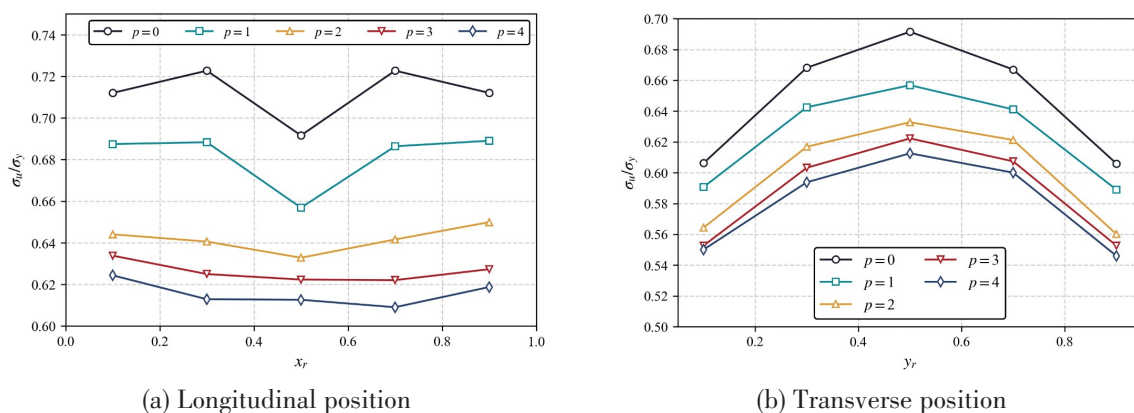 p = 0 p = 1 p = 2 p = 3 p = 4
0.74
0.72
0.70
0.68
0.66
0.64
0.62
0.60
σu/σy
0.0 0.2 0.4 0.6 0.8 1.0
xr
(a) Longitudinal position
0.70
0.68
0.66
0.64
0.62
0.60
0.58
0.56
0.54
0.52
0.50
σu/σy
p = 0 p = 3
p = 1 p = 4
p = 2
0.2 0.4 0.6 0.8
yr
(b) Transverse position